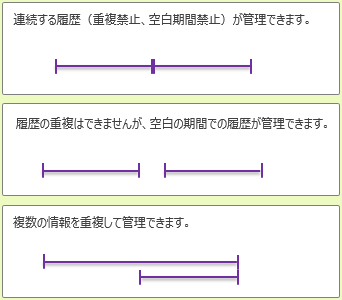 連続する履歴（重複禁止、空白期間禁止）が管理できます。
履歴の重複はできませんが、空白の期間での履歴が管理できます。
複数の情報を重複して管理できます。